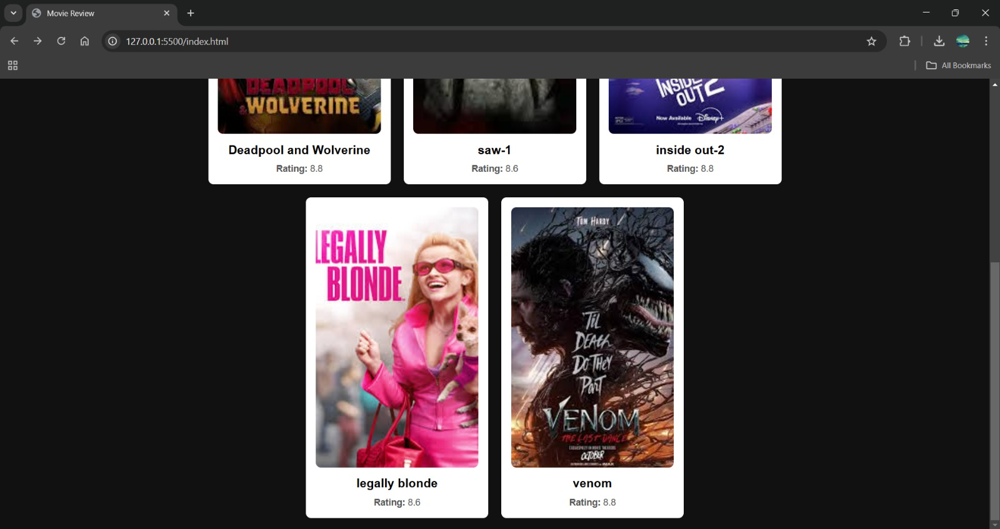 Movie Review
127.0.0.1:5500/index.html
All Bookmarks
DEADPOOL
& WOLVERINE
INSIDE
OUT 2
Now Available Disney+
Deadpool and Wolverine
saw-1
inside out-2
Rating: 8.8
Rating: 8.6
Rating: 8.8
LEGALLY
BLONDE
TOM HARDY
'TIL
DEATH
DO THEY
PART
VENOM
THE LAST DANCE
OCTOBER
legally blonde
venom
Rating: 8.6
Rating: 8.8